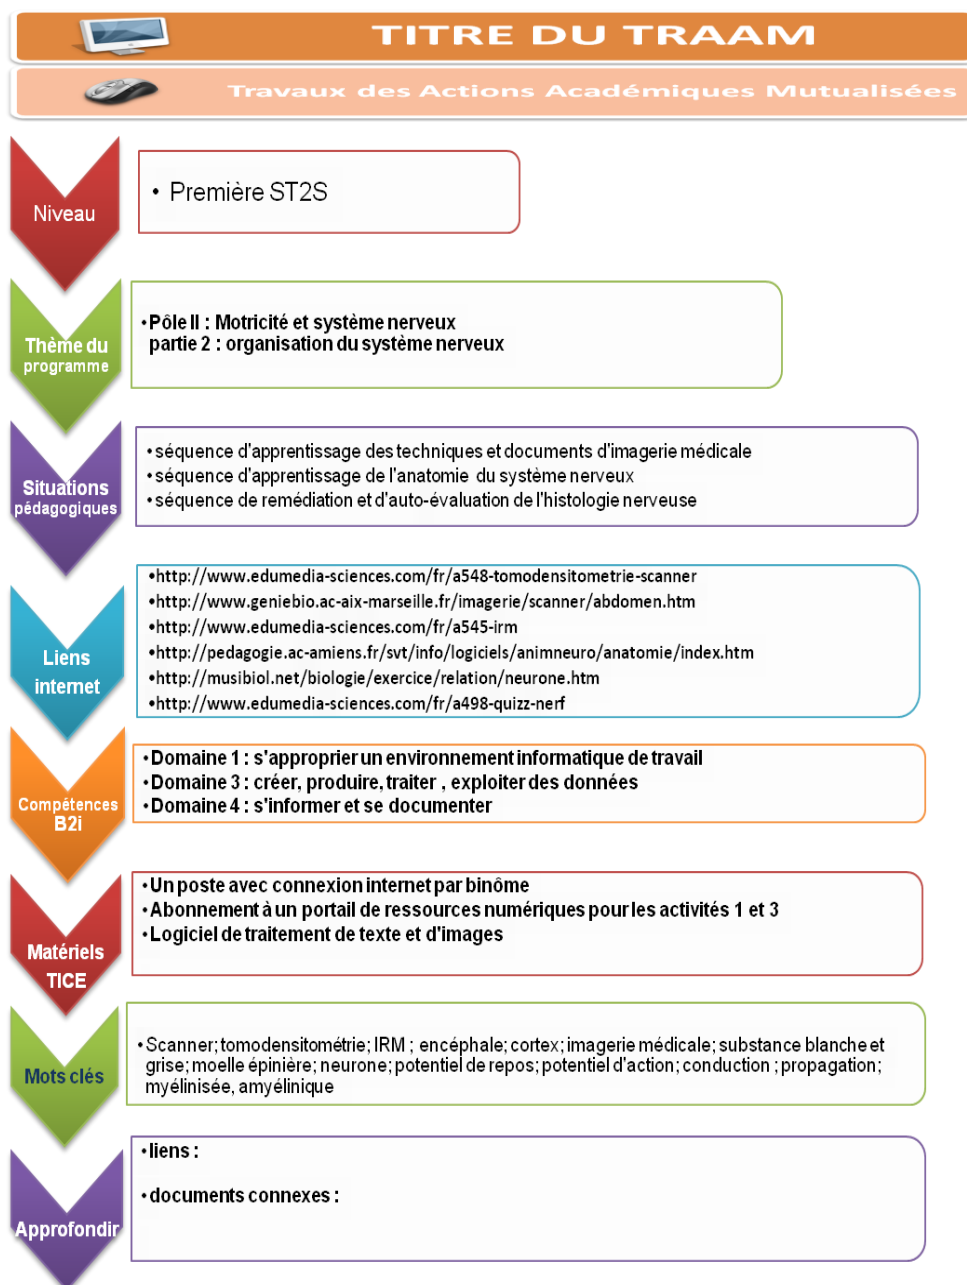 TITRE DU TRAAM
Travaux des Actions Académiques Mutualisées
Niveau
• Première ST2S
Thème du
programme
•Pôle II : Motricité et système nerveux
partie 2 : organisation du système nerveux
Situations
pédagogiques
•séquence d'apprentissage des techniques et documents d'imagerie médicale
•séquence d'apprentissage de l'anatomie du système nerveux
•séquence de remédiation et d'auto-évaluation de l'histologie nerveuse
Liens
internet
•http://www.edumedia-sciences.com/fr/a548-tomodensitometrie-scanner
•http://www.geniebio.ac-aix-marseille.fr/imagerie/scanner/abdomen.htm
•http://www.edumedia-sciences.com/fr/a545-irm
•http://pedagogie.ac-amiens.fr/svt/info/logiciels/animneuro/anatomie/index.htm
•http://musibiol.net/biologie/exercice/relation/neurone.htm
•http://www.edumedia-sciences.com/fr/a498-quizz-nerf
Compétences
B2i
•Domaine 1 : s'approprier un environnement informatique de travail
•Domaine 3 : créer, produire, traiter , exploiter des données
•Domaine 4 : s'informer et se documenter
Matériels
TICE
•Un poste avec connexion internet par binôme
•Abonnement à un portail de ressources numériques pour les activités 1 et 3
•Logiciel de traitement de texte et d'images
Mots clés
•Scanner; tomodensitométrie; IRM ; encéphale; cortex; imagerie médicale; substance blanche et
grise; moelle épinière; neurone; potentiel de repos; potentiel d'action; conduction ; propagation;
myélinisée, amyélinique
Approfondir
•liens :
•documents connexes :